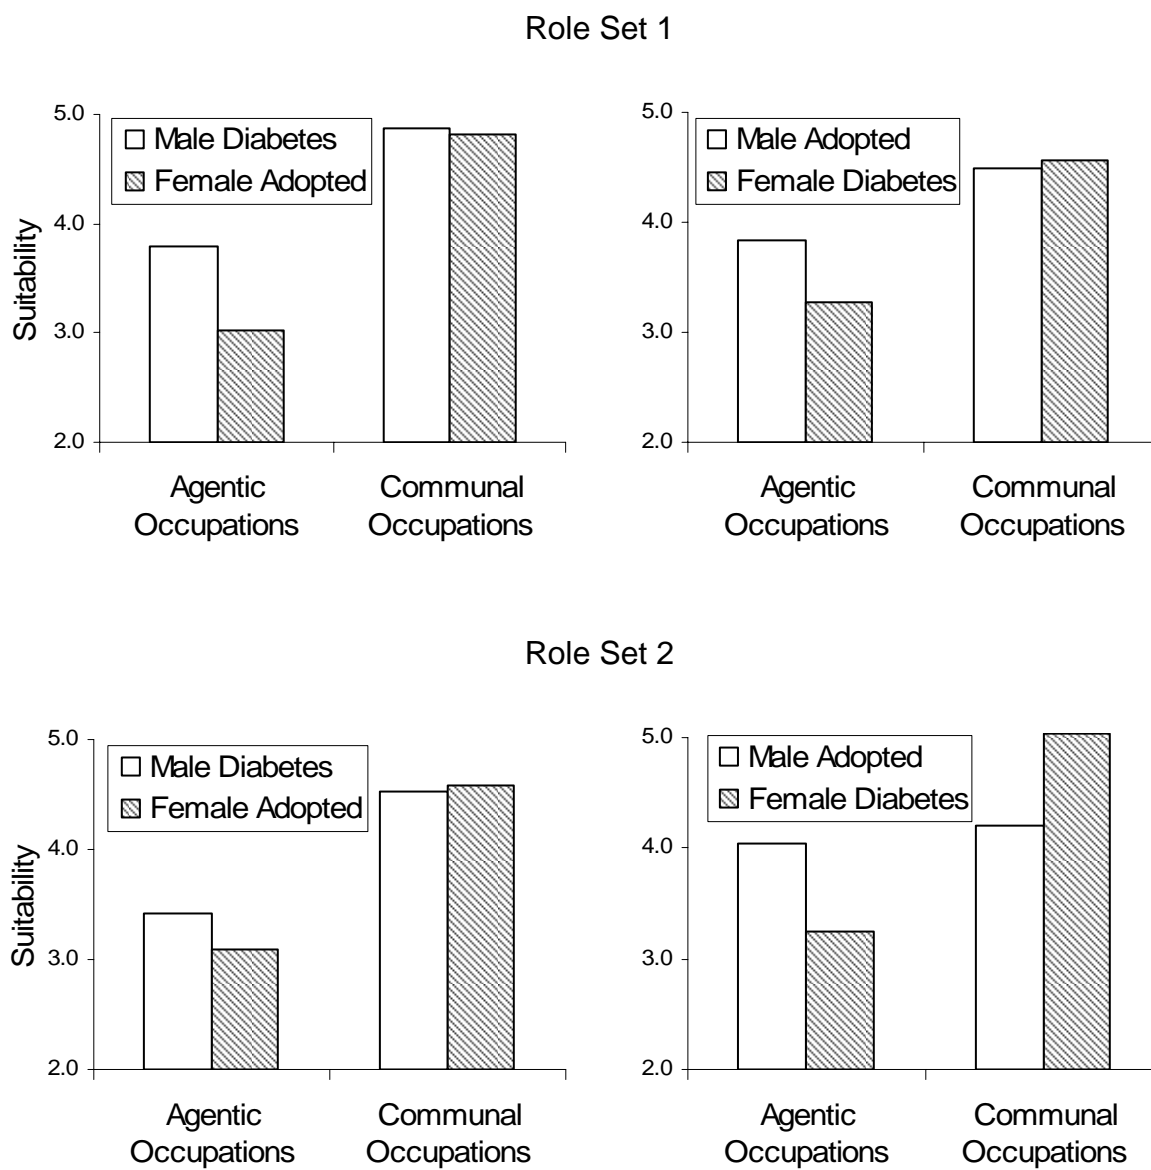 Role Set 1
5.0
4.0
3.0
2.0
Suitability
Male Diabetes
Female Adopted
Agentic
Occupations
Communal
Occupations
5.0
4.0
3.0
2.0
Male Adopted
Female Diabetes
Agentic
Occupations
Communal
Occupations
Role Set 2
5.0
4.0
3.0
2.0
Suitability
Male Diabetes
Female Adopted
Agentic
Occupations
Communal
Occupations
5.0
4.0
3.0
2.0
Male Adopted
Female Diabetes
Agentic
Occupations
Communal
Occupations